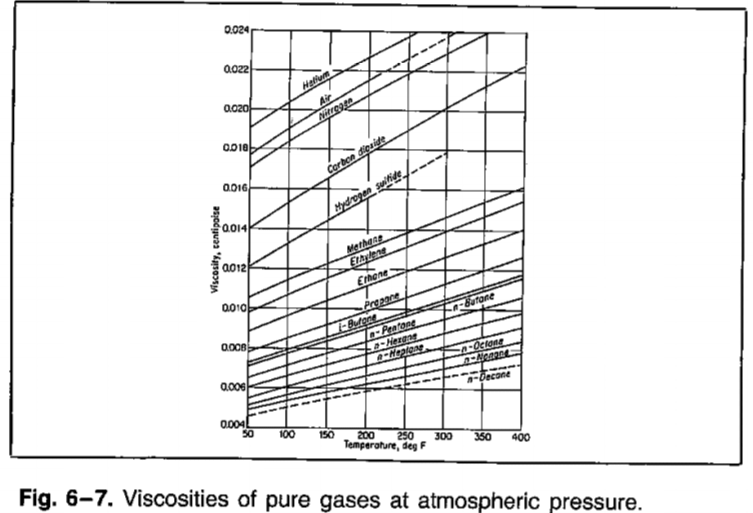 0.024
0.022
0.020
0.018
0.016
0.014
0.012
0.010
0.008
0.006
0.004
Viscosity, centipoise
Helium
Air
Nitrogen
Carbon dioxide
Hydrogen sulfide
Methane
Ethylene
Ethane
Propane
i-Butane
n-Butane
n-Pentane
n-Hexane
n-Heptane
n-Octane
n-Nonane
n-Decane
50 100 150 200 250 300 350 400
Temperature, deg F
Fig. 6–7. Viscosities of pure gases at atmospheric pressure.